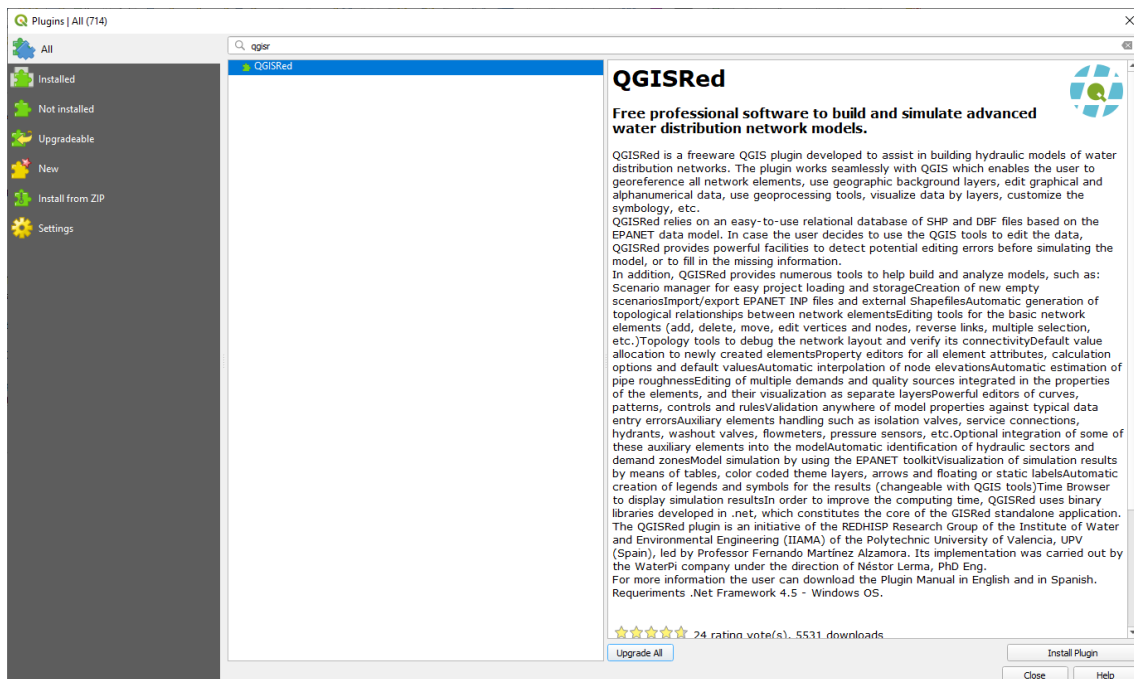 Plugins | All (714)
All
Installed
Not installed
Upgradeable
New
Install from ZIP
Settings
qgisr
QGISRed
QGISRed
Free professional software to build and simulate advanced
water distribution network models.
QGISRed is a freeware QGIS plugin developed to assist in building hydraulic models of water
distribution networks. The plugin works seamlessly with QGIS which enables the user to
georeference all network elements, use geographic background layers, edit graphical and
alphanumerical data, use geoprocessing tools, visualize data by layers, customize the
symbology, etc.
QGISRed relies on an easy-to-use relational database of SHP and DBF files based on the
EPANET data model. In case the user decides to use the QGIS tools to edit the data,
QGISRed provides powerful facilities to detect potential editing errors before simulating the
model, or to fill in the missing information.
In addition, QGISRed provides numerous tools to help build and analyze models, such as:
Scenario manager for easy project loading and storageCreation of new empty
scenariosImport/export EPANET INP files and external ShapefilesAutomatic generation of
topological relationships between network elementsEditing tools for the basic network
elements (add, delete, move, edit vertices and nodes, reverse links, multiple selection,
etc.)Topology tools to debug the network layout and verify its connectivityDefault value
allocation to newly created elementsProperty editors for all element attributes, calculation
options and default valuesAutomatic interpolation of node elevationsAutomatic estimation of
pipe roughnessEditing of multiple demands and quality sources integrated in the properties
of the elements, and their visualization as separate layersPowerful editors of curves,
patterns, controls and rulesValidation anywhere of model properties against typical data
entry errorsAuxiliary elements handling such as isolation valves, service connections,
hydrants, washout valves, flowmeters, pressure sensors, etc.Optional integration of some of
these auxiliary elements into the modelAutomatic identification of hydraulic sectors and
demand zonesModel simulation by using the EPANET toolkitVisualization of simulation results
by means of tables, color coded theme layers, arrows and floating or static labelsAutomatic
creation of legends and symbols for the results (changeable with QGIS tools)Time Browser
to display simulation resultsIn order to improve the computing time, QGISRed uses binary
libraries developed in .net, which constitutes the core of the GISRed standalone application.
The QGISRed plugin is an initiative of the REDHISP Research Group of the Institute of Water
and Environmental Engineering (IIAMA) of the Polytechnic University of Valencia, UPV
(Spain), led by Professor Fernando Martínez Alzamora. Its implementation was carried out by
the WaterPi company under the direction of Néstor Lerma, PhD Eng.
For more information the user can download the Plugin Manual in English and in Spanish.
Requeriments .Net Framework 4.5 - Windows OS.
24 rating vote(s), 5531 downloads
Upgrade All
Install Plugin
Close
Help